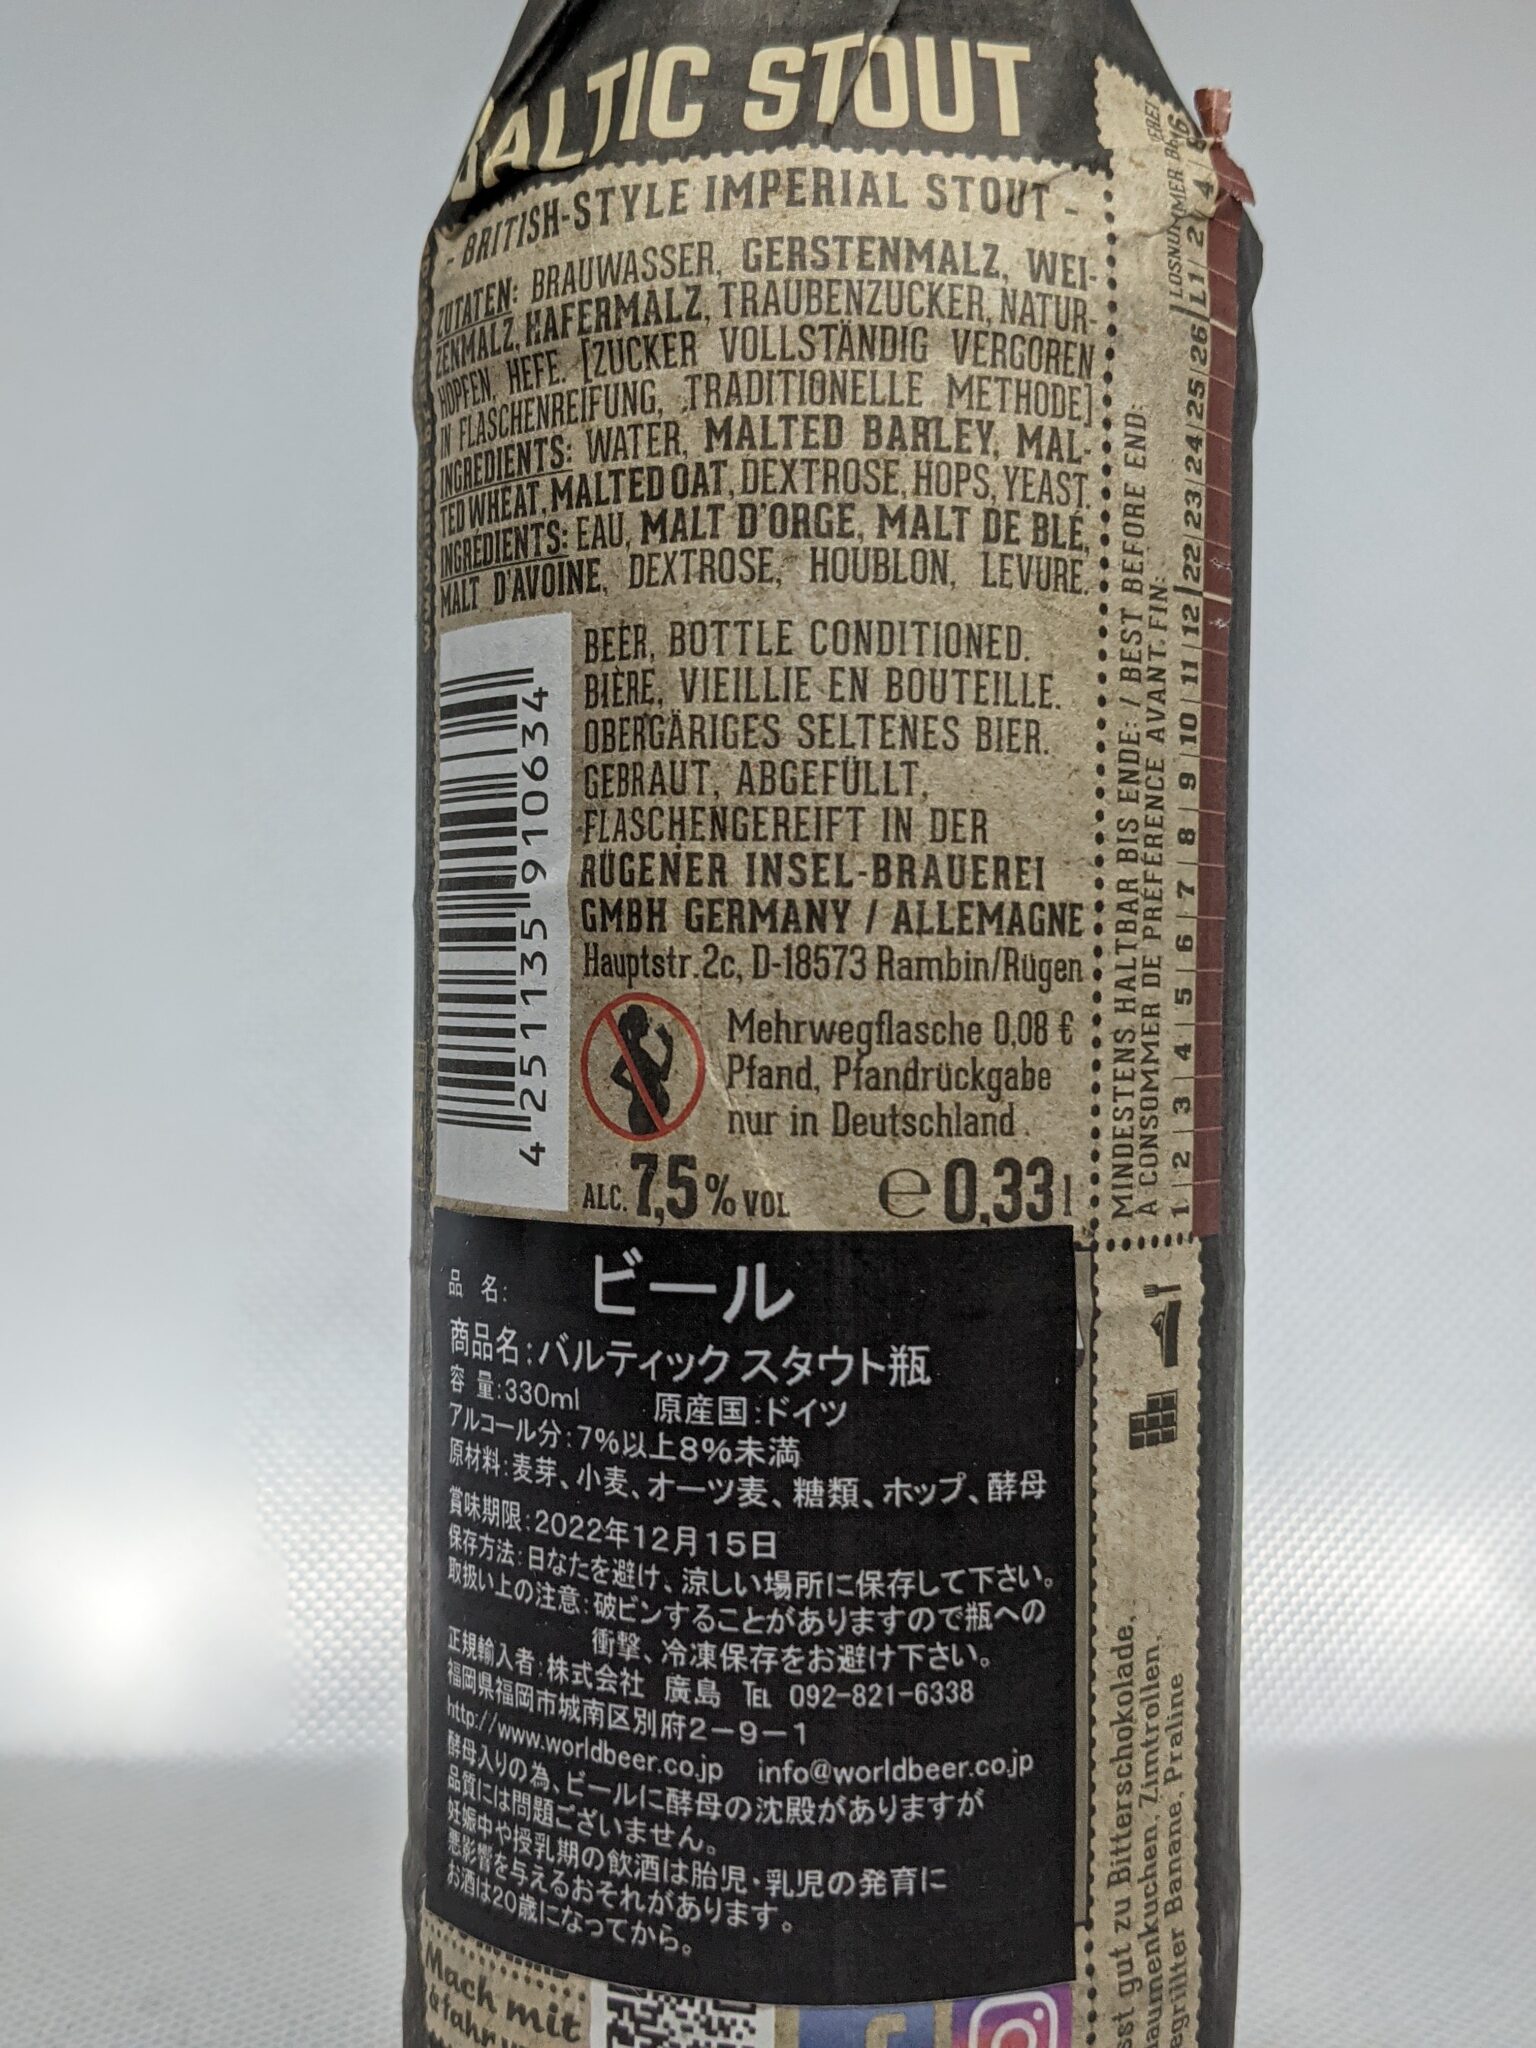 BALTIC STOUT
- BRITISH-STYLE IMPERIAL STOUT -
ZUTATEN: BRAUWASSER, GERSTENMALZ, WEI-
ZENMALZ, HAFERMALZ, TRAUBENZUCKER, NATUR-
HOPFEN, HEFE. [ZUCKER VOLLSTÄNDIG VERGOREN
IN FLASCHENREIFUNG, TRADITIONELLE METHODE]
INGREDIENTS: WATER, MALTED BARLEY, MAL-
TED WHEAT, MALTED OAT, DEXTROSE, HOPS, YEAST.
INGRÉDIENTS: EAU, MALT D'ORGE, MALT DE BLÉ,
MALT D'AVOINE, DEXTROSE, HOUBLON, LEVURE.
BEER, BOTTLE CONDITIONED.
BIÈRE, VIEILLIE EN BOUTEILLE.
OBERGÄRIGES SELTENES BIER.
GEBRAUT, ABGEFÜLLT,
FLASCHENGEREIFT IN DER
RÜGENER INSEL-BRAUEREI
GMBH GERMANY / ALLEMAGNE
Hauptstr. 2c, D-18573 Rambin/Rügen
4 251135 910634
Mehrwegflasche 0,08 €
Pfand, Pfandrückgabe
nur in Deutschland.
ALC. 7,5 % VOL
℮ 0,33 l
品 名: ビール
商品名:バルティック スタウト瓶
容 量:330ml 原産国:ドイツ
アルコール分:7%以上8%未満
原材料:麦芽、小麦、オーツ麦、糖類、ホップ、酵母
賞味期限:2022年12月15日
保存方法:日なたを避け、涼しい場所に保存して下さい。
取扱い上の注意:破ビンすることがありますので瓶への
衝撃、冷凍保存をお避け下さい。
正規輸入者:株式会社 廣島 ℡ 092-821-6338
福岡県福岡市城南区別府2-9-1
http://www.worldbeer.co.jp info@worldbeer.co.jp
酵母入りの為、ビールに酵母の沈殿がありますが
品質には問題ございません。
妊娠中や授乳期の飲酒は胎児・乳児の発育に
悪影響を与えるおそれがあります。
お酒は20歳になってから。
Mach mit
MINDESTENS HALTBAR BIS ENDE: / BEST BEFORE END:
À CONSOMMER DE PRÉFÉRENCE AVANT FIN:
1 2 3 4 5 6 7 8 9 10 11 12 22 23 24 25 26 L1 2 4
LOSNUMMER
gut zu Bitterschokolade,
Zimtrollen,
Banane, Praline